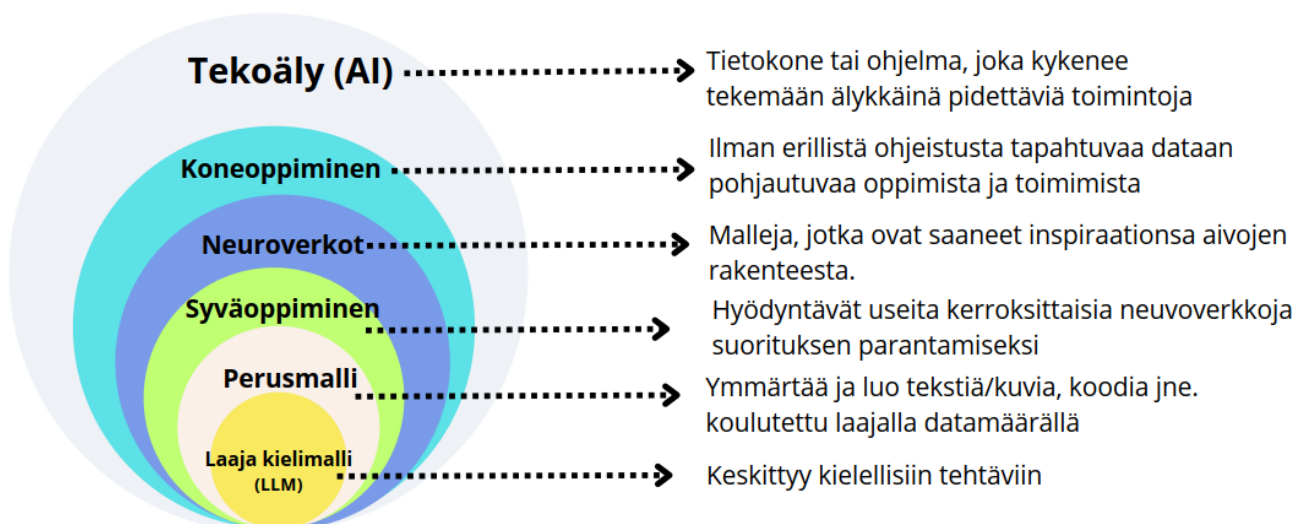 Tekoäly (AI)
Tietokone tai ohjelma, joka kykenee
tekemään älykkäinä pidettäviä toimintoja
Koneoppiminen
Ilman erillistä ohjeistusta tapahtuvaa dataan
pohjautuvaa oppimista ja toimimista
Neuroverkot
Malleja, jotka ovat saaneet inspiraationsa aivojen
rakenteesta.
Syväoppiminen
Hyödyntävät useita kerroksittaisia neuvoverkkoja
suorituksen parantamiseksi
Perusmalli
Ymmärtää ja luo tekstiä/kuvia, koodia jne.
koulutettu laajalla datamäärällä
Laaja kielimalli
(LLM)
Keskittyy kielellisiin tehtäviin